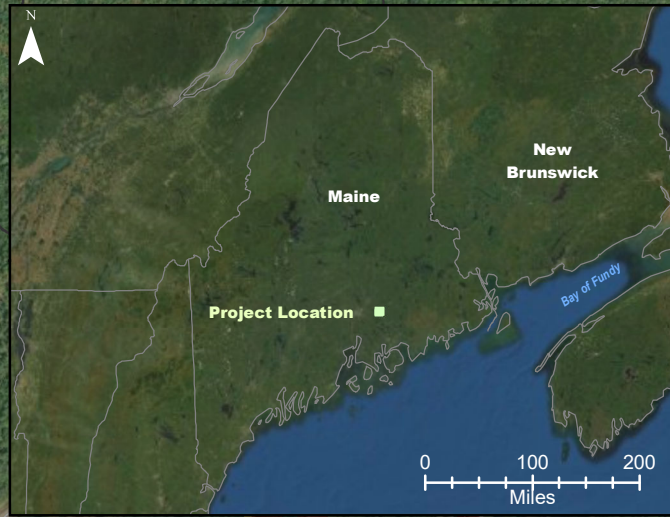 N
New
Brunswick
Maine
Bay of Fundy
Project Location
0 100 200
Miles